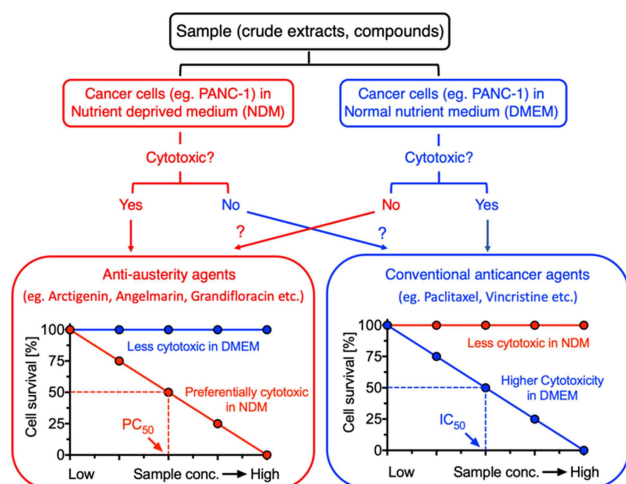 Sample (crude extracts, compounds)
Cancer cells (eg. PANC-1) in
Nutrient deprived medium (NDM)
Cancer cells (eg. PANC-1) in
Normal nutrient medium (DMEM)
Cytotoxic?
Cytotoxic?
Yes
No
No
Yes
?
?
Anti-austerity agents
(eg. Arctigenin, Angelmarin, Grandifloracin etc.)
Cell survival [%]
100
75
50
25
0
Less cytotoxic in DMEM
Preferentially cytotoxic
in NDM
PC50
Low
Sample conc.
High
Conventional anticancer agents
(eg. Paclitaxel, Vincristine etc.)
Cell survival [%]
100
75
50
25
0
Less cytotoxic in NDM
Higher Cytotoxicity
in DMEM
IC50
Low
Sample conc.
High